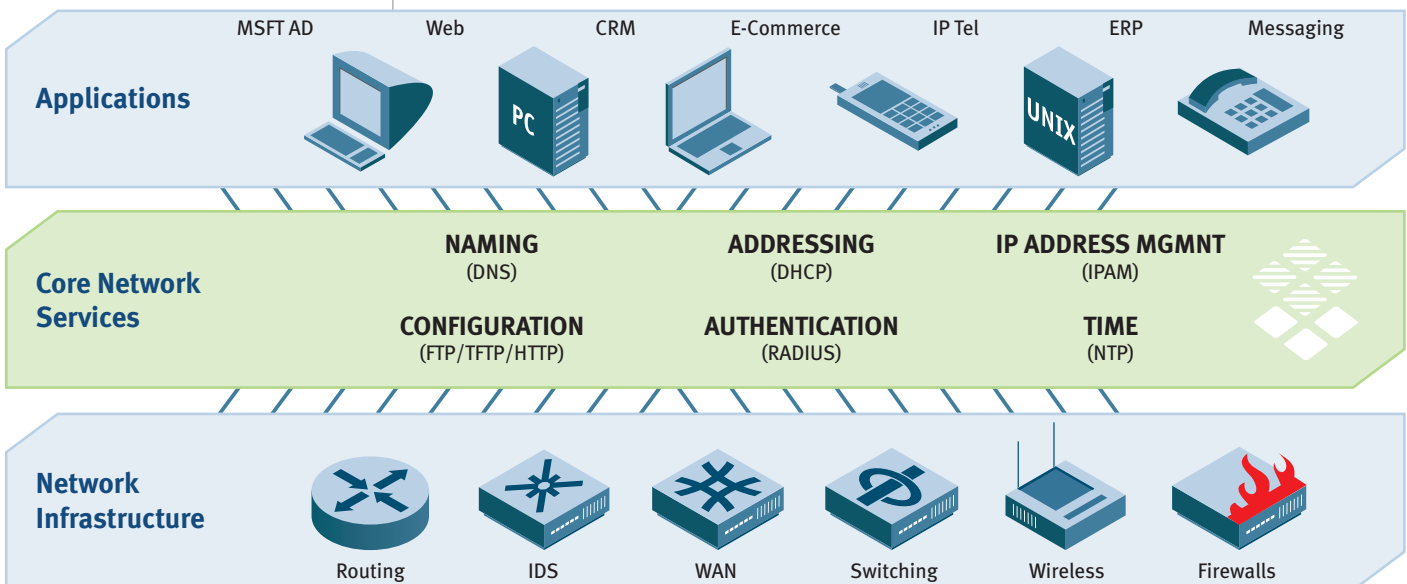 MSFT AD Web CRM E-Commerce IP Tel ERP Messaging
Applications
PC
UNIX
Core Network
Services
NAMING ADDRESSING IP ADDRESS MGMNT
(DNS) (DHCP) (IPAM)
CONFIGURATION AUTHENTICATION TIME
(FTP/TFTP/HTTP) (RADIUS) (NTP)
Network
Infrastructure
Routing IDS WAN Switching Wireless Firewalls